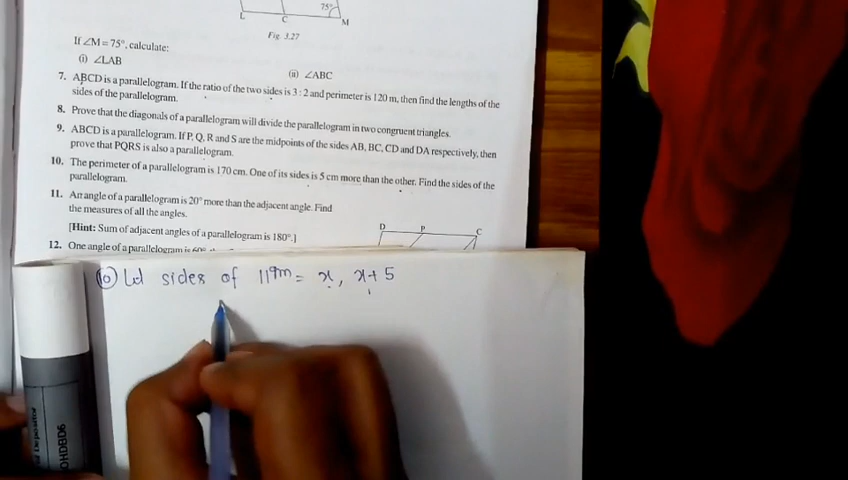 L
C
75°
M
Fig. 3.27
If ∠M = 75°, calculate:
(i) ∠LAB (ii) ∠ABC
7. ABCD is a parallelogram. If the ratio of the two sides is 3 : 2 and perimeter is 120 m, then find the lengths of the
sides of the parallelogram.
8. Prove that the diagonals of a parallelogram will divide the parallelogram in two congruent triangles.
9. ABCD is a parallelogram. If P, Q, R and S are the midpoints of the sides AB, BC, CD and DA respectively, then
prove that PQRS is also a parallelogram.
10. The perimeter of a parallelogram is 170 cm. One of its sides is 5 cm more than the other. Find the sides of the
parallelogram.
11. An angle of a parallelogram is 20° more than the adjacent angle. Find
the measures of all the angles.
[Hint: Sum of adjacent angles of a parallelogram is 180°.]
D P C
12. One angle of a parallelogram is 60°
10 Let sides of 11gm = x, x+5
OHDBD6